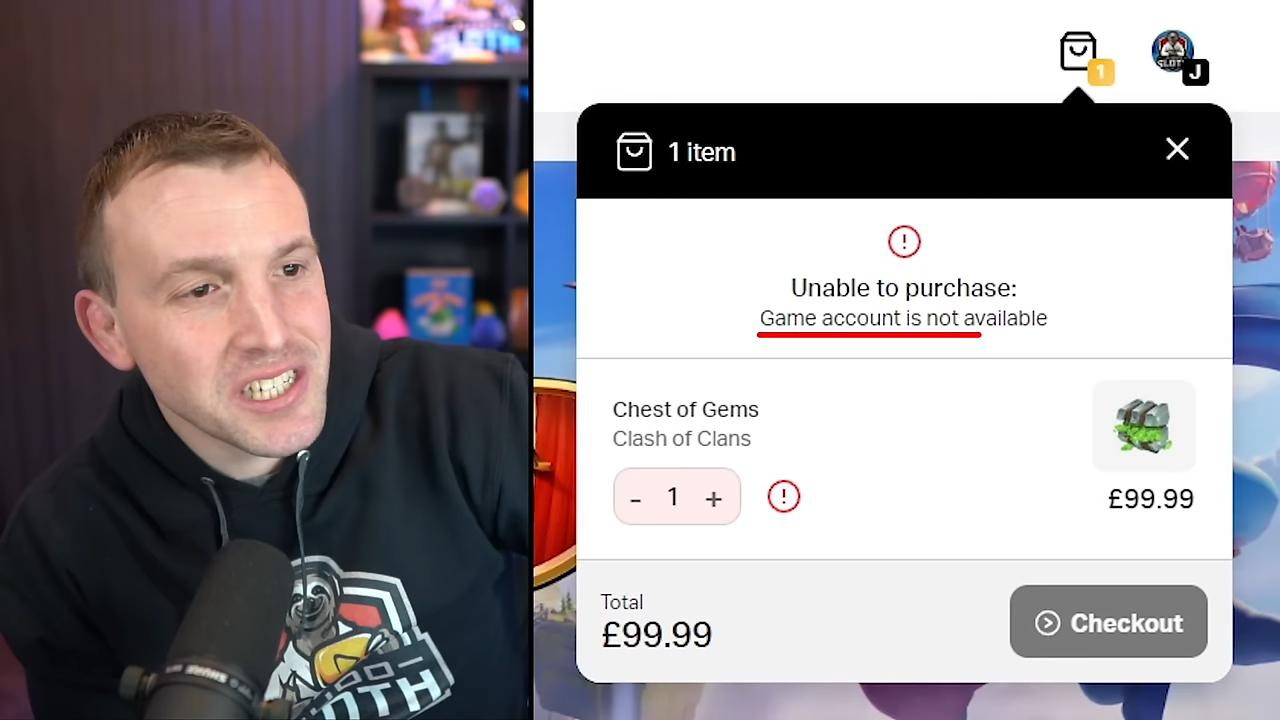 1
J
1 item
Unable to purchase:
Game account is not available
Chest of Gems
Clash of Clans
- 1 +
£99.99
Total
£99.99
Checkout